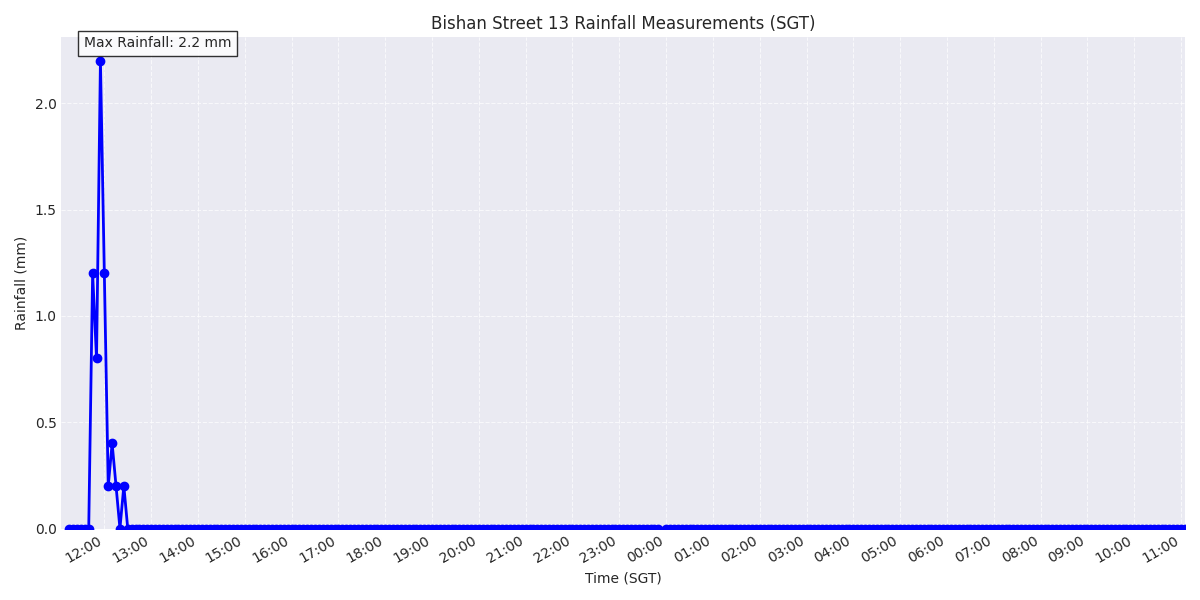 Bishan Street 13 Rainfall Measurements (SGT)
Max Rainfall: 2.2 mm
2.0
1.5
1.0
0.5
0.0
Rainfall (mm)
12:00 13:00 14:00 15:00 16:00 17:00 18:00 19:00 20:00 21:00 22:00 23:00 00:00 01:00 02:00 03:00 04:00 05:00 06:00 07:00 08:00 09:00 10:00 11:00
Time (SGT)